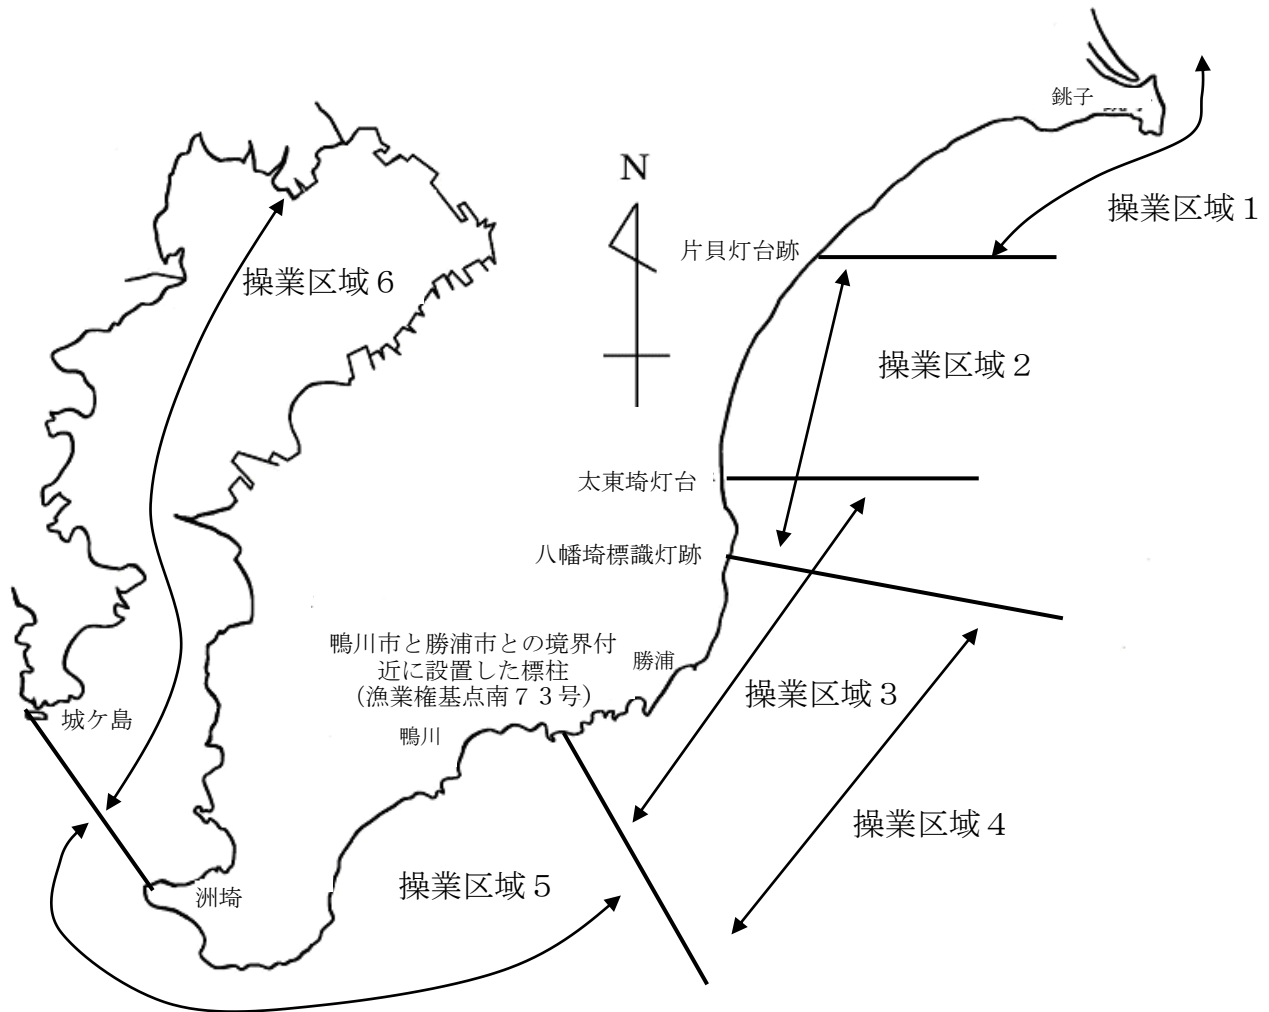 銚子
N
操業区域１
片貝灯台跡
操業区域６
操業区域２
太東埼灯台
八幡埼標識灯跡
鴨川市と勝浦市との境界付
近に設置した標柱
（漁業権基点南７３号）
勝浦
操業区域３
城ケ島
鴨川
操業区域４
操業区域５
洲埼